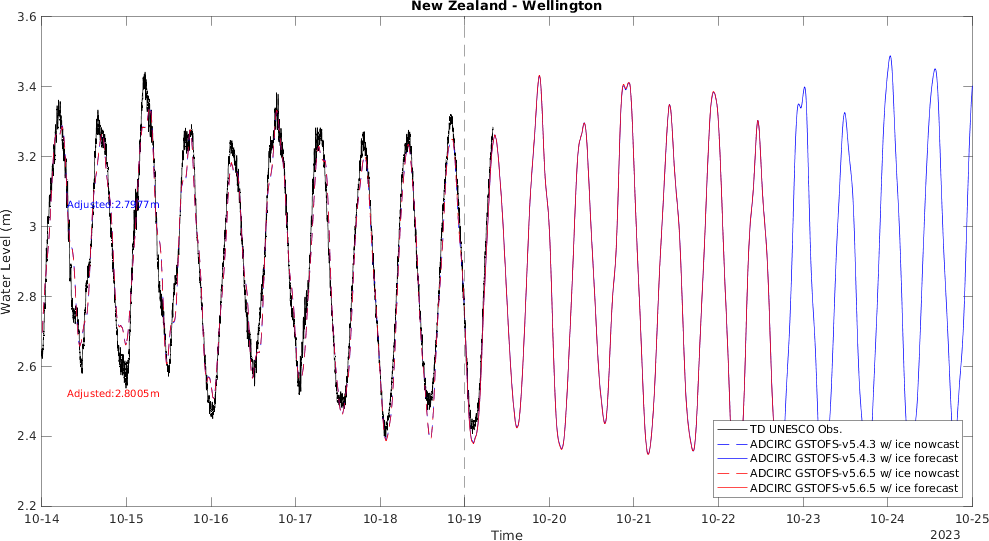 New Zealand - Wellington
3.6
3.4
3.2
3
2.8
2.6
2.4
2.2
Water Level (m)
Adjusted:2.7977m
Adjusted:2.8005m
TD UNESCO Obs.
ADCIRC GSTOFS-v5.4.3 w/ ice nowcast
ADCIRC GSTOFS-v5.4.3 w/ ice forecast
ADCIRC GSTOFS-v5.6.5 w/ ice nowcast
ADCIRC GSTOFS-v5.6.5 w/ ice forecast
10-14 10-15 10-16 10-17 10-18 10-19 10-20 10-21 10-22 10-23 10-24 10-25
Time
2023